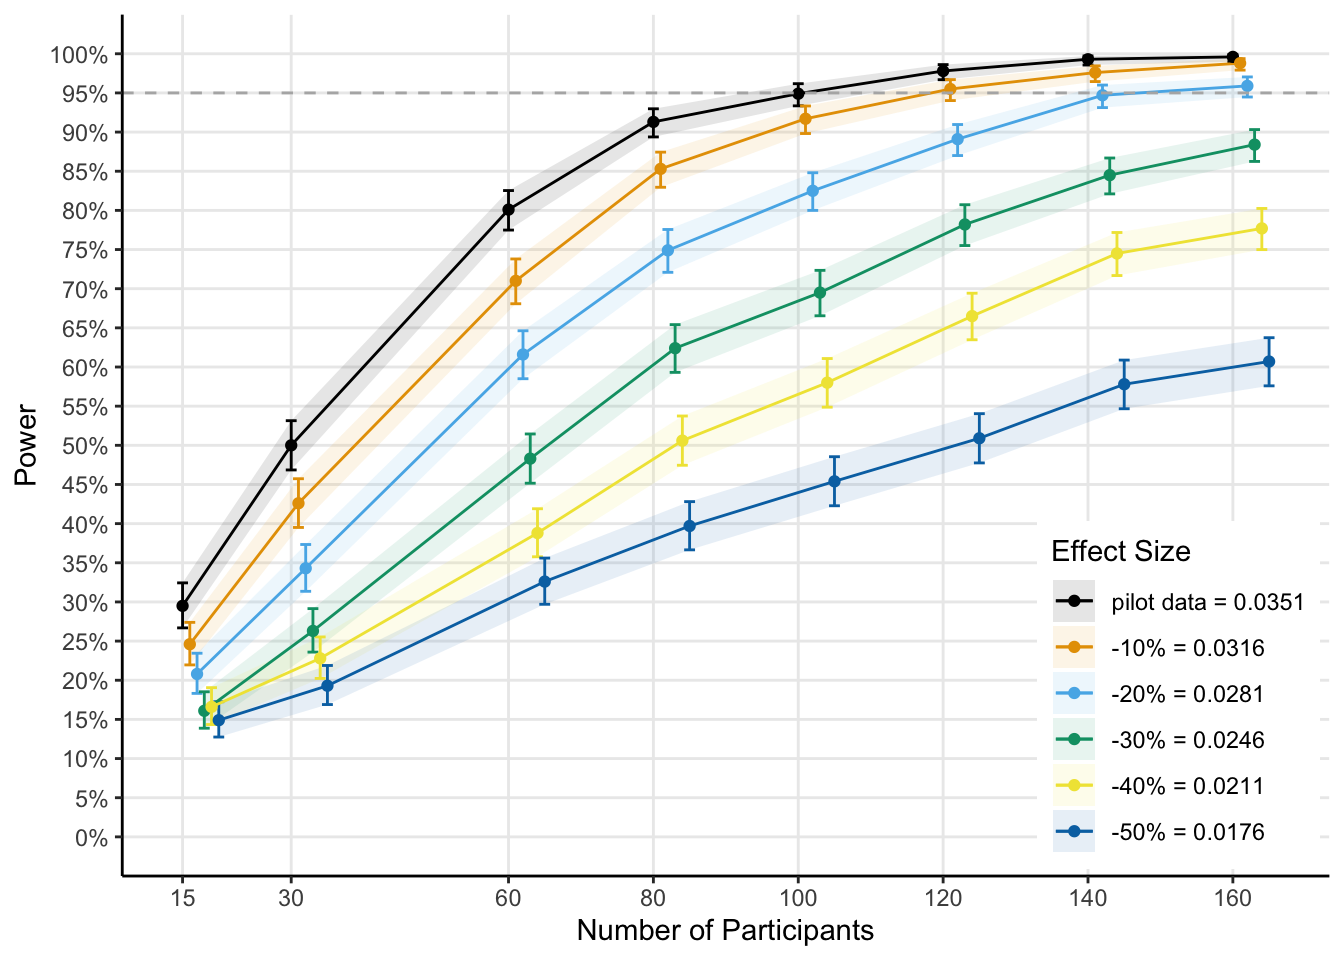 100%
95%
90%
85%
80%
75%
70%
65%
60%
55%
50%
45%
40%
35%
30%
25%
20%
15%
10%
5%
0%
Power
Effect Size
pilot data = 0.0351
-10% = 0.0316
-20% = 0.0281
-30% = 0.0246
-40% = 0.0211
-50% = 0.0176
15 30 60 80 100 120 140 160
Number of Participants